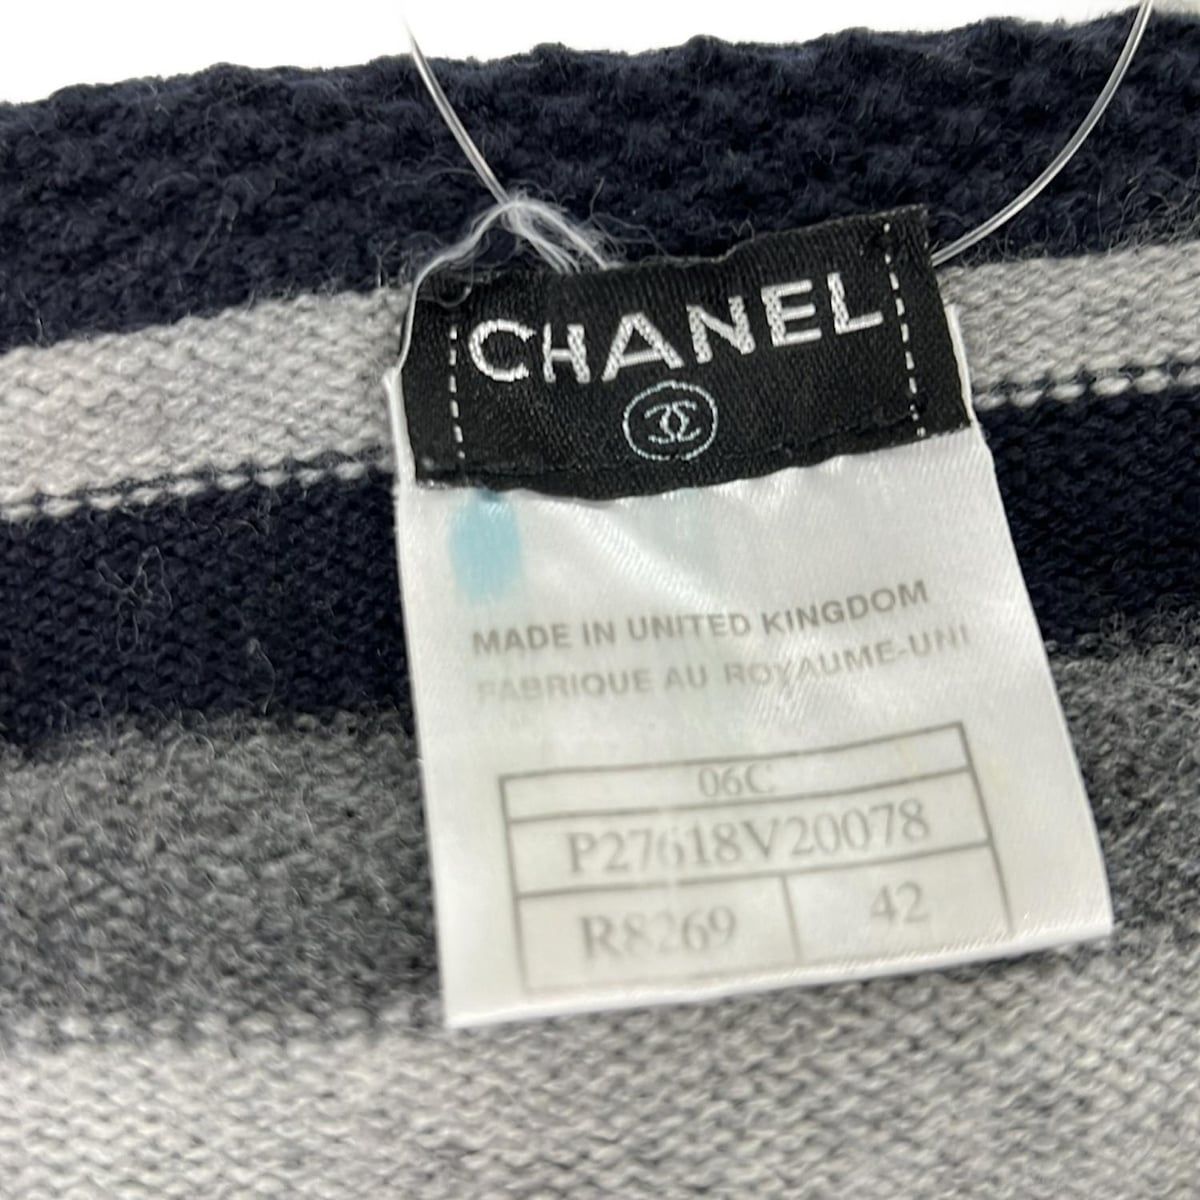 CHANEL
MADE IN UNITED KINGDOM
FABRIQUE AU ROYAUME-UNI
06C
P27618V20078
R8269 42